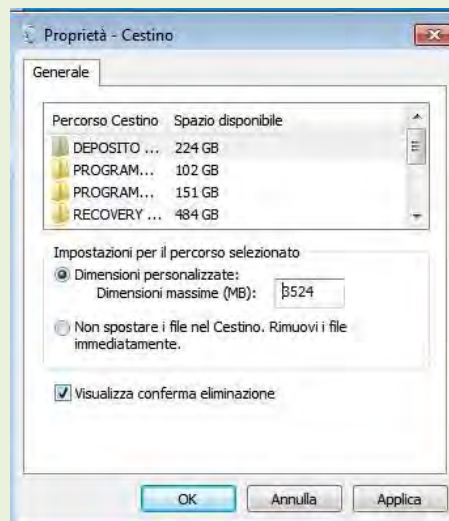 Proprietà - Cestino
Generale
Percorso Cestino Spazio disponibile
DEPOSITO ... 224 GB
PROGRAM... 102 GB
PROGRAM... 151 GB
RECOVERY ... 484 GB
Impostazioni per il percorso selezionato
Dimensioni personalizzate:
Dimensioni massime (MB): 3524
Non spostare i file nel Cestino. Rimuovi i file
immediatamente.
Visualizza conferma eliminazione
OK Annulla Applica